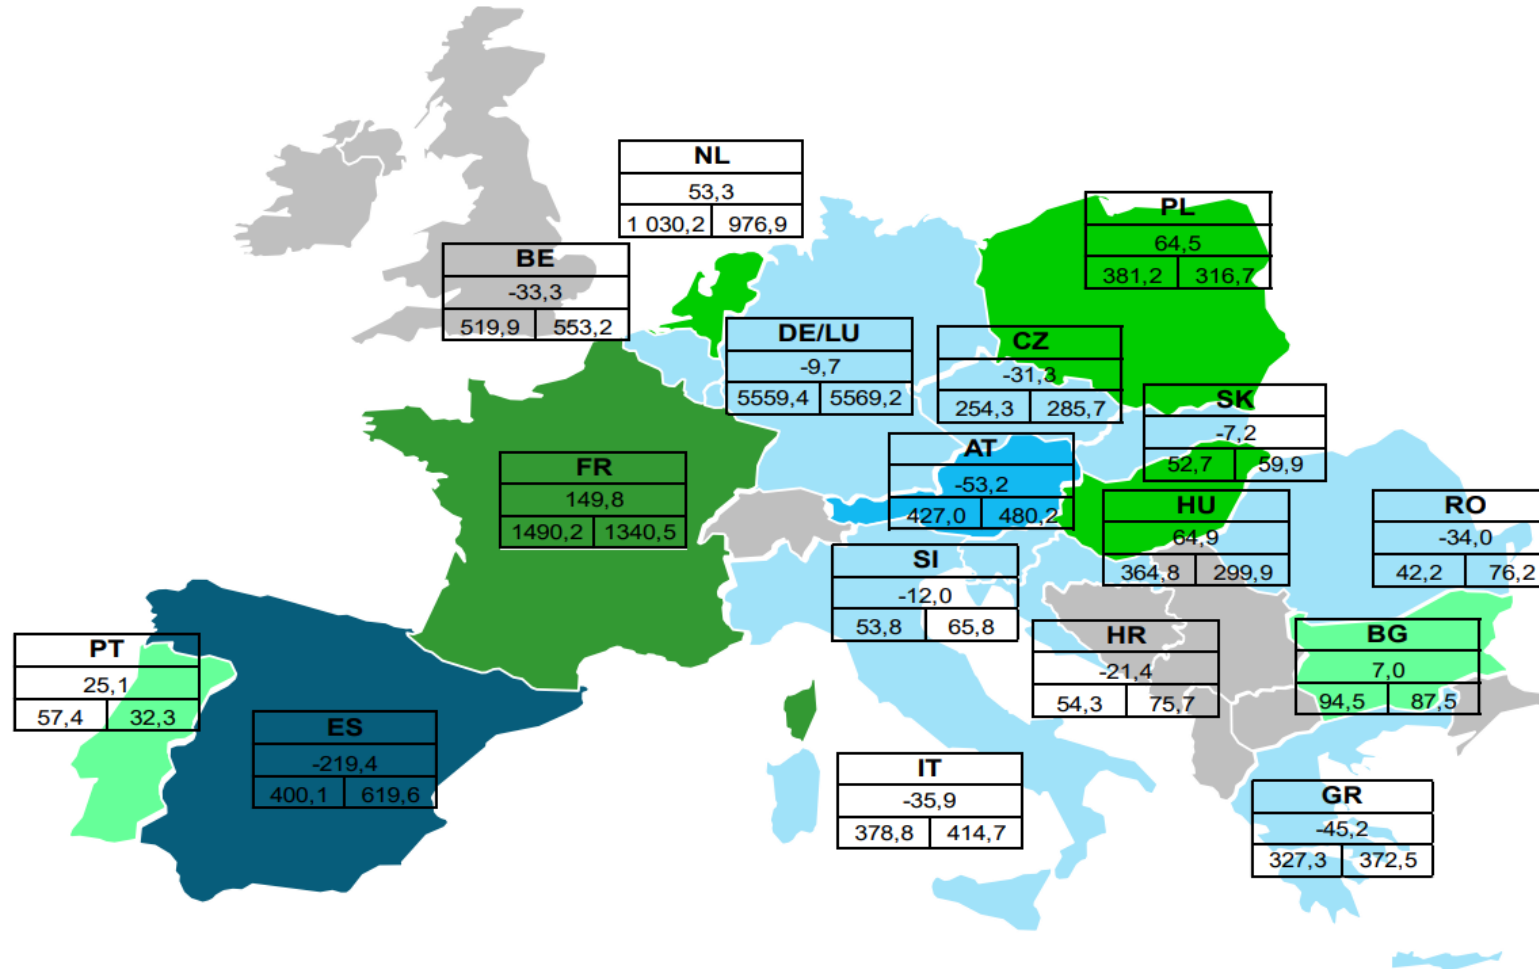 NL
53,3
1 030,2 976,9
PL
64,5
381,2 316,7
BE
-33,3
519,9 553,2
DE/LU
-9,7
5559,4 5569,2
CZ
-31,3
254,3 285,7
SK
-7,2
52,7 59,9
AT
-53,2
427,0 480,2
FR
149,8
1490,2 1340,5
HU
64,9
364,8 299,9
RO
-34,0
42,2 76,2
SI
-12,0
53,8 65,8
HR
-21,4
54,3 75,7
BG
7,0
94,5 87,5
PT
25,1
57,4 32,3
ES
-219,4
400,1 619,6
IT
-35,9
378,8 414,7
GR
-45,2
327,3 372,5